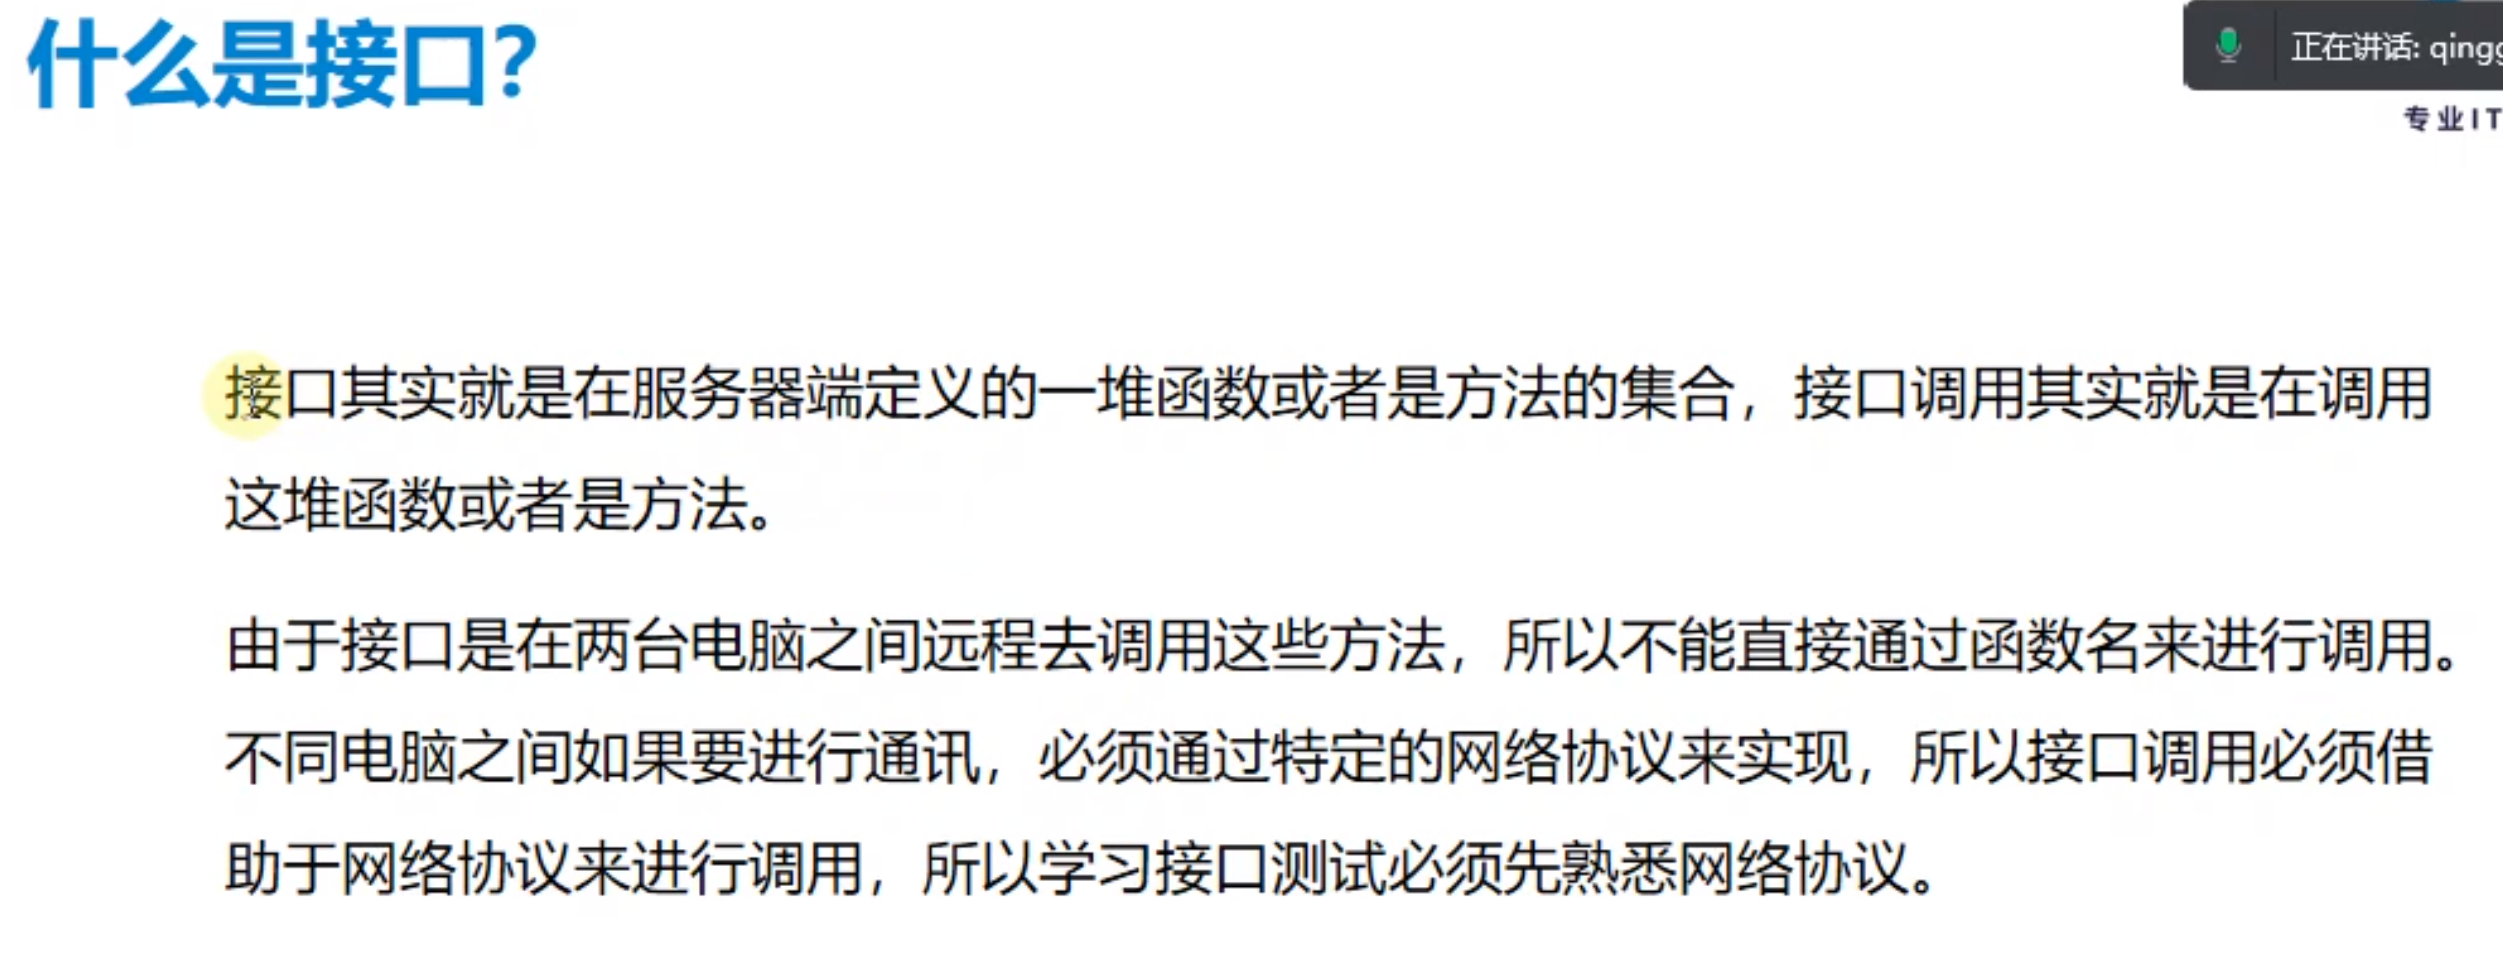 什么是接口?
正在讲话:
专业IT
接口其实就是在服务器端定义的一堆函数或者是方法的集合，接口调用其实就是在调用
这堆函数或者是方法。
由于接口是在两台电脑之间远程去调用这些方法，所以不能直接通过函数名来进行调用。
不同电脑之间如果要进行通讯，必须通过特定的网络协议来实现，所以接口调用必须借
助于网络协议来进行调用，所以学习接口测试必须先熟悉网络协议。